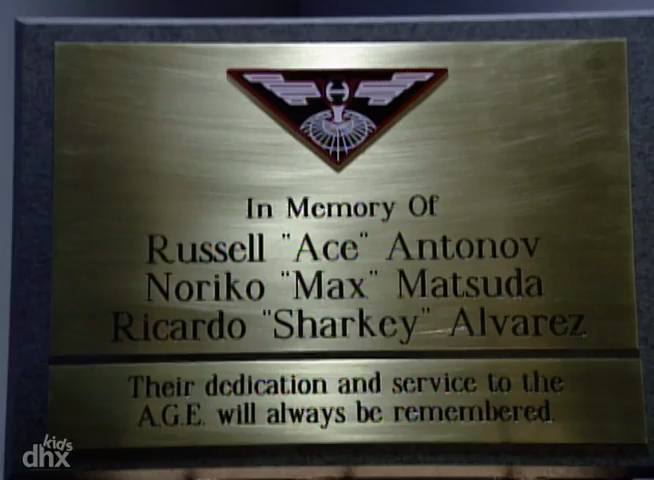 In Memory Of
Russell "Ace" Antonov
Noriko "Max" Matsuda
Ricardo "Sharkey" Alvarez
Their dedication and service to the
A.G.E. will always be remembered.
kid's
dhx